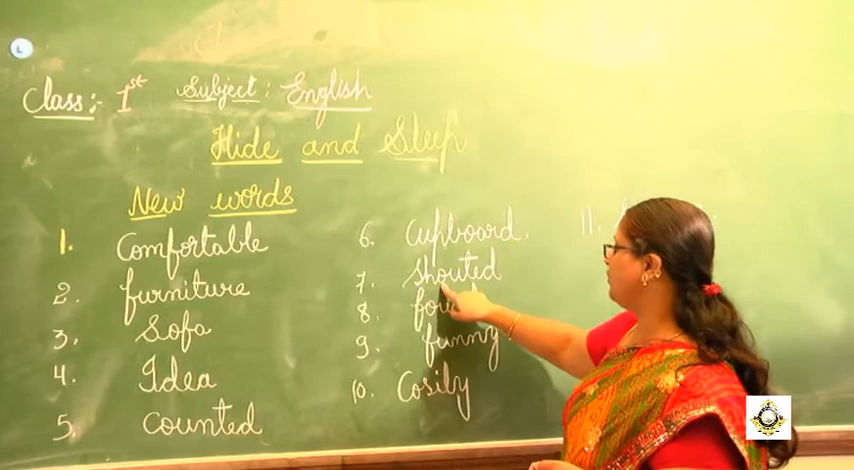 Class :- 1st Subject : English
Hide and Sleep
New words
1. Comfortable
2. furniture
3. Sofa
4. Idea
5. Counted
6. Cupboard.
7. Shouted
8.
9. funny
10. Cosily
11.